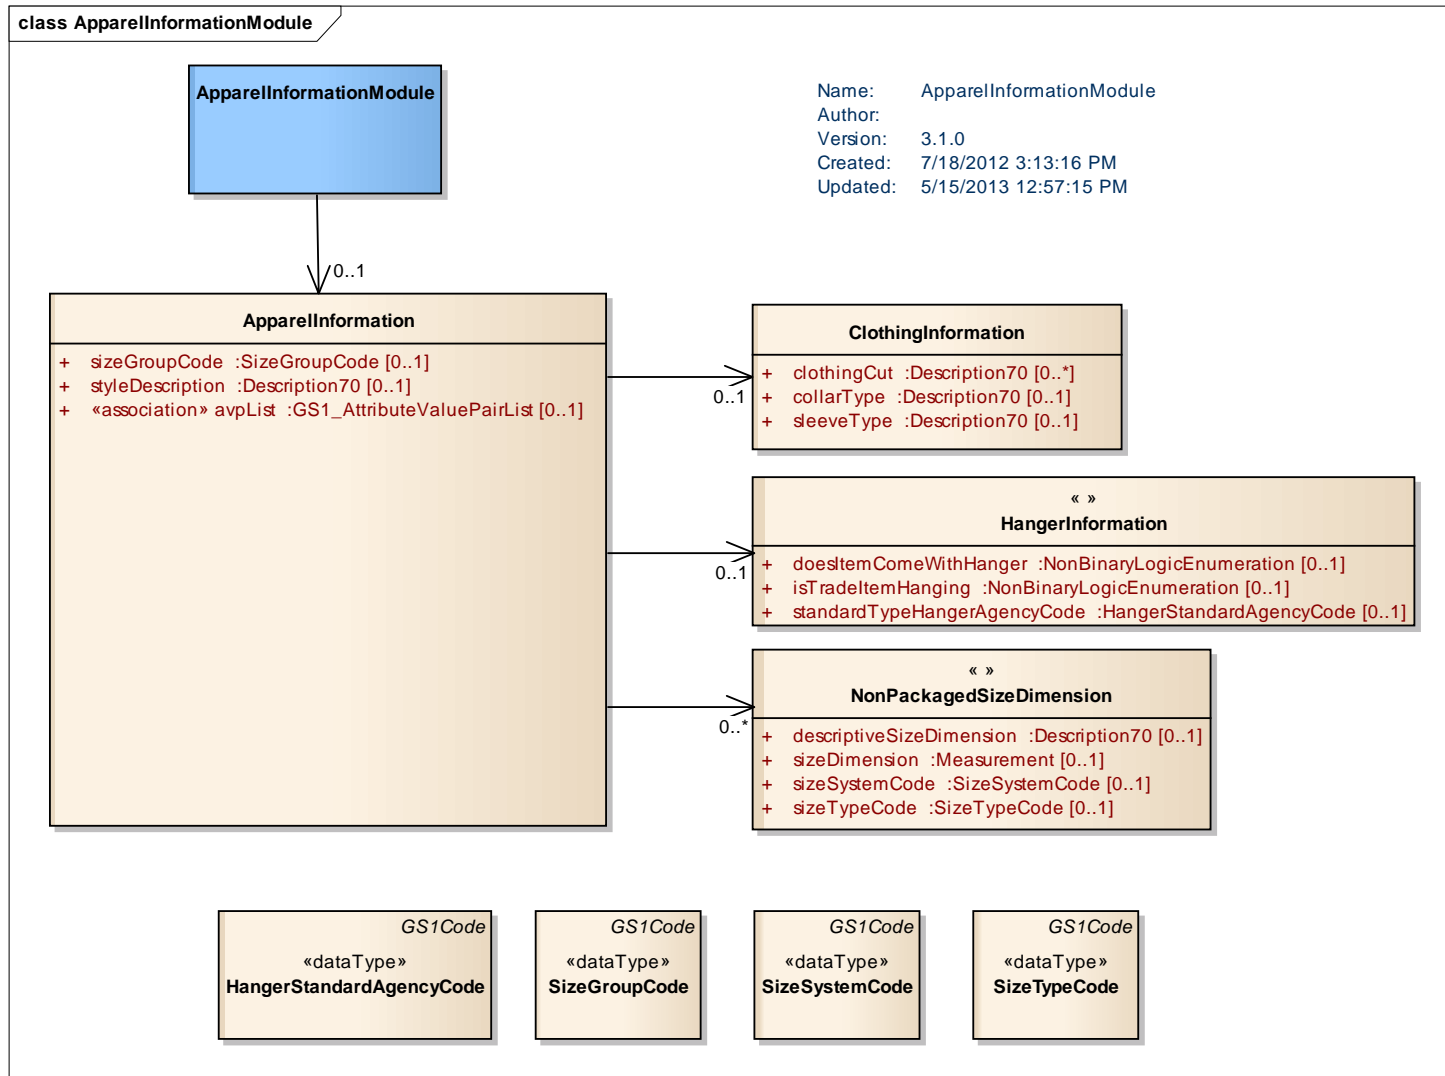 class ApparelInformationModule
ApparelInformationModule
Name: ApparelInformationModule
Author:
Version: 3.1.0
Created: 7/18/2012 3:13:16 PM
Updated: 5/15/2013 12:57:15 PM
0..1
ApparelInformation
+ sizeGroupCode :SizeGroupCode [0..1]
+ styleDescription :Description70 [0..1]
+ «association» avpList :GS1_AttributeValuePairList [0..1]
0..1
ClothingInformation
+ clothingCut :Description70 [0..*]
+ collarType :Description70 [0..1]
+ sleeveType :Description70 [0..1]
0..1
« »
HangerInformation
+ doesItemComeWithHanger :NonBinaryLogicEnumeration [0..1]
+ isTradeItemHanging :NonBinaryLogicEnumeration [0..1]
+ standardTypeHangerAgencyCode :HangerStandardAgencyCode [0..1]
0..*
« »
NonPackagedSizeDimension
+ descriptiveSizeDimension :Description70 [0..1]
+ sizeDimension :Measurement [0..1]
+ sizeSystemCode :SizeSystemCode [0..1]
+ sizeTypeCode :SizeTypeCode [0..1]
GS1Code
«dataType»
HangerStandardAgencyCode
GS1Code
«dataType»
SizeGroupCode
GS1Code
«dataType»
SizeSystemCode
GS1Code
«dataType»
SizeTypeCode